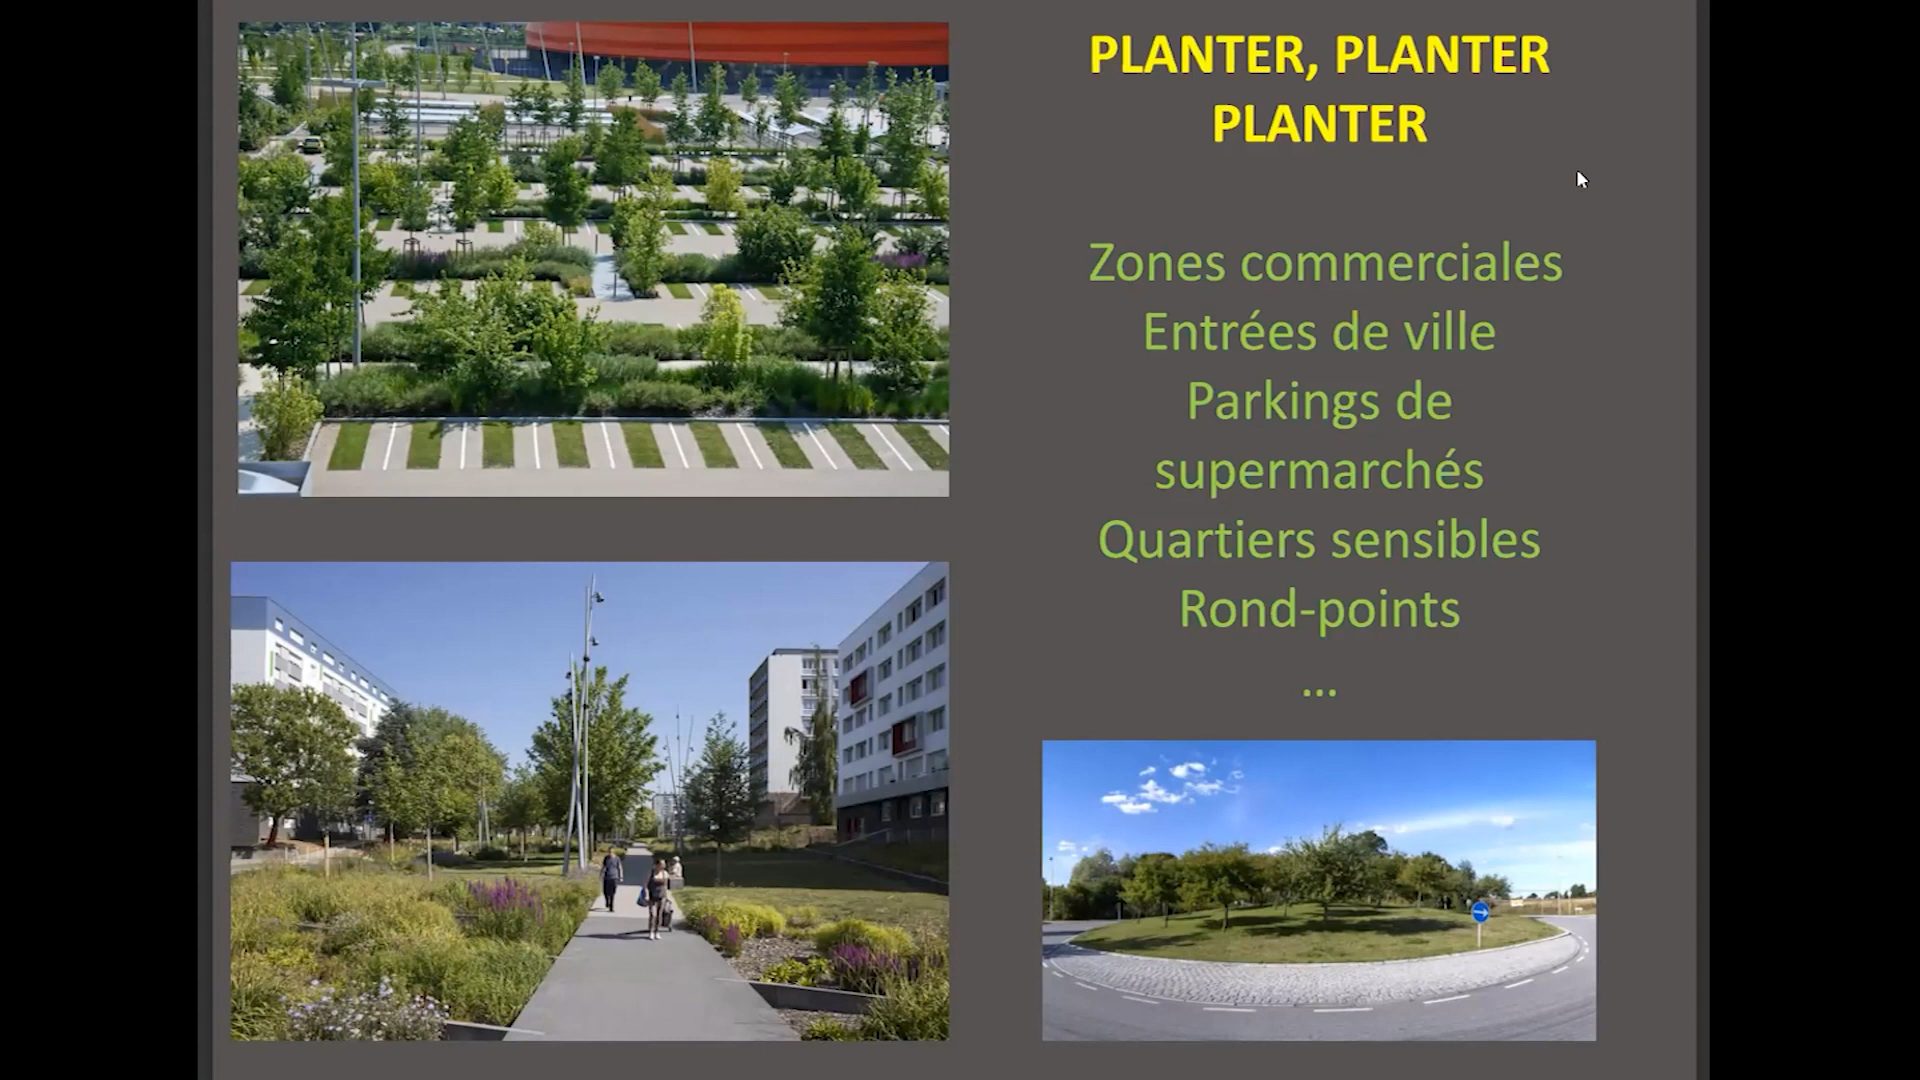 PLANTER, PLANTER
PLANTER
Zones commerciales
Entrées de ville
Parkings de
supermarchés
Quartiers sensibles
Rond-points
...